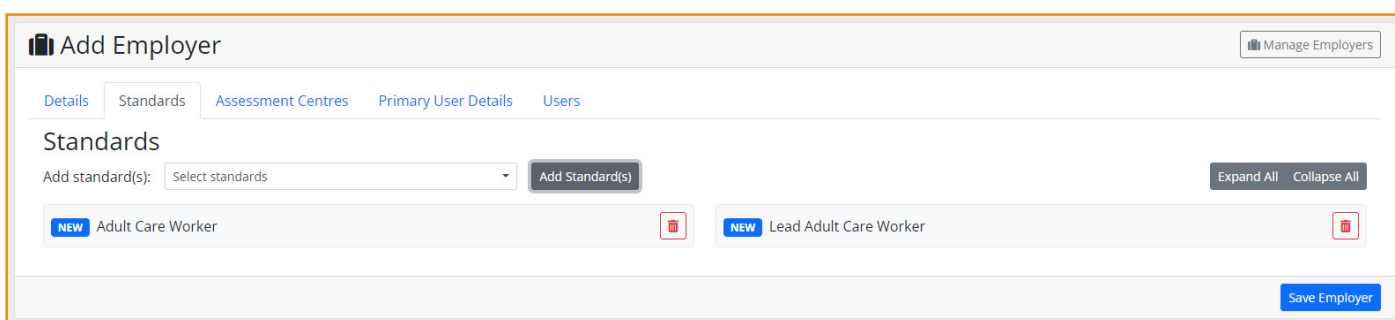 Add Employer
Manage Employers
Details Standards Assessment Centres Primary User Details Users
Standards
Add standard(s): Select standards Add Standard(s) Expand All Collapse All
NEW Adult Care Worker NEW Lead Adult Care Worker
Save Employer